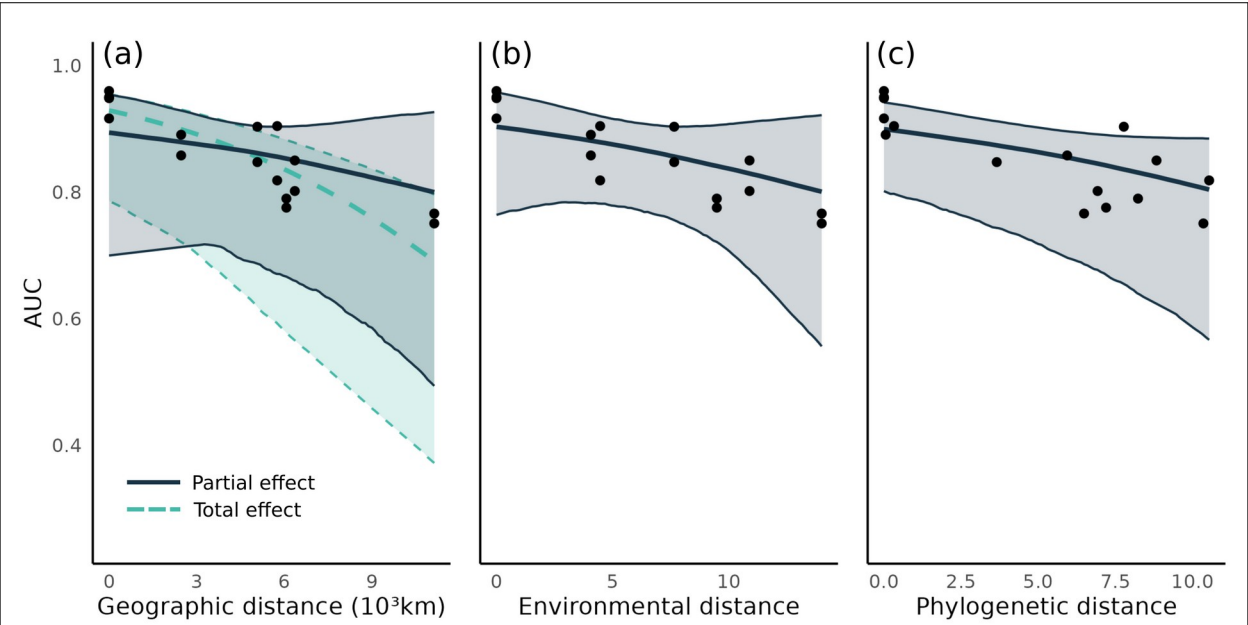 (a) (b) (c)
1.0
0.8
0.6
0.4
AUC
Partial effect
Total effect
0 3 6 9 0 5 10 0.0 2.5 5.0 7.5 10.0
Geographic distance (10³km) Environmental distance Phylogenetic distance